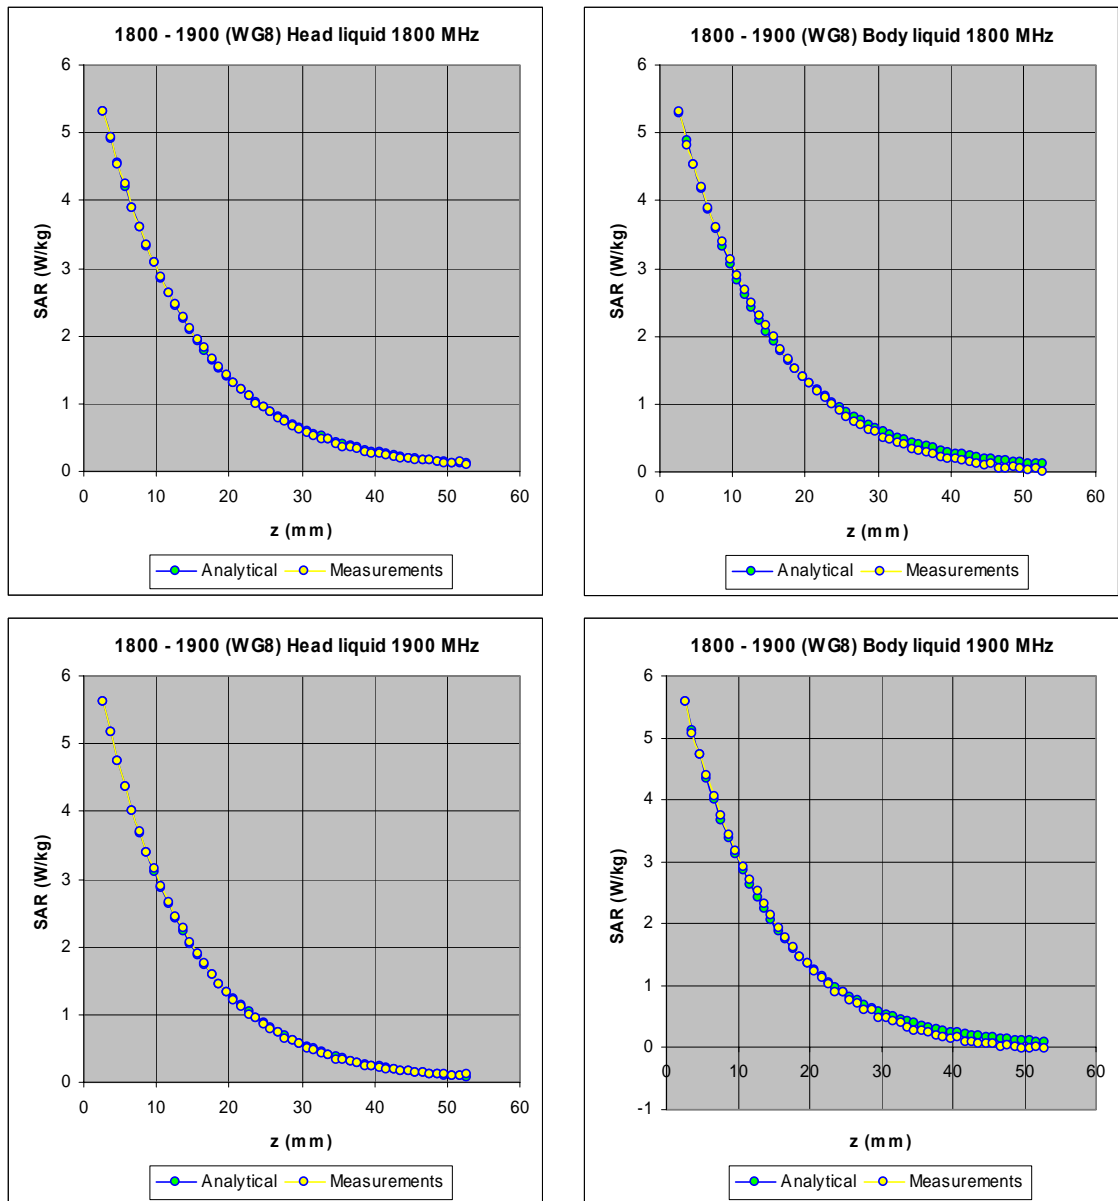 1800 - 1900 (WG8) Head liquid 1800 MHz
6
5
4
3
2
1
0
SAR (W/kg)
0 10 20 30 40 50 60
z (mm)
Analytical Measurements
1800 - 1900 (WG8) Body liquid 1800 MHz
6
5
4
3
2
1
0
SAR (W/kg)
0 10 20 30 40 50 60
z (mm)
Analytical Measurements
1800 - 1900 (WG8) Head liquid 1900 MHz
6
5
4
3
2
1
0
SAR (W/kg)
0 10 20 30 40 50 60
z (mm)
Analytical Measurements
1800 - 1900 (WG8) Body liquid 1900 MHz
6
5
4
3
2
1
0
-1
SAR (W/kg)
0 10 20 30 40 50 60
z (mm)
Analytical Measurements